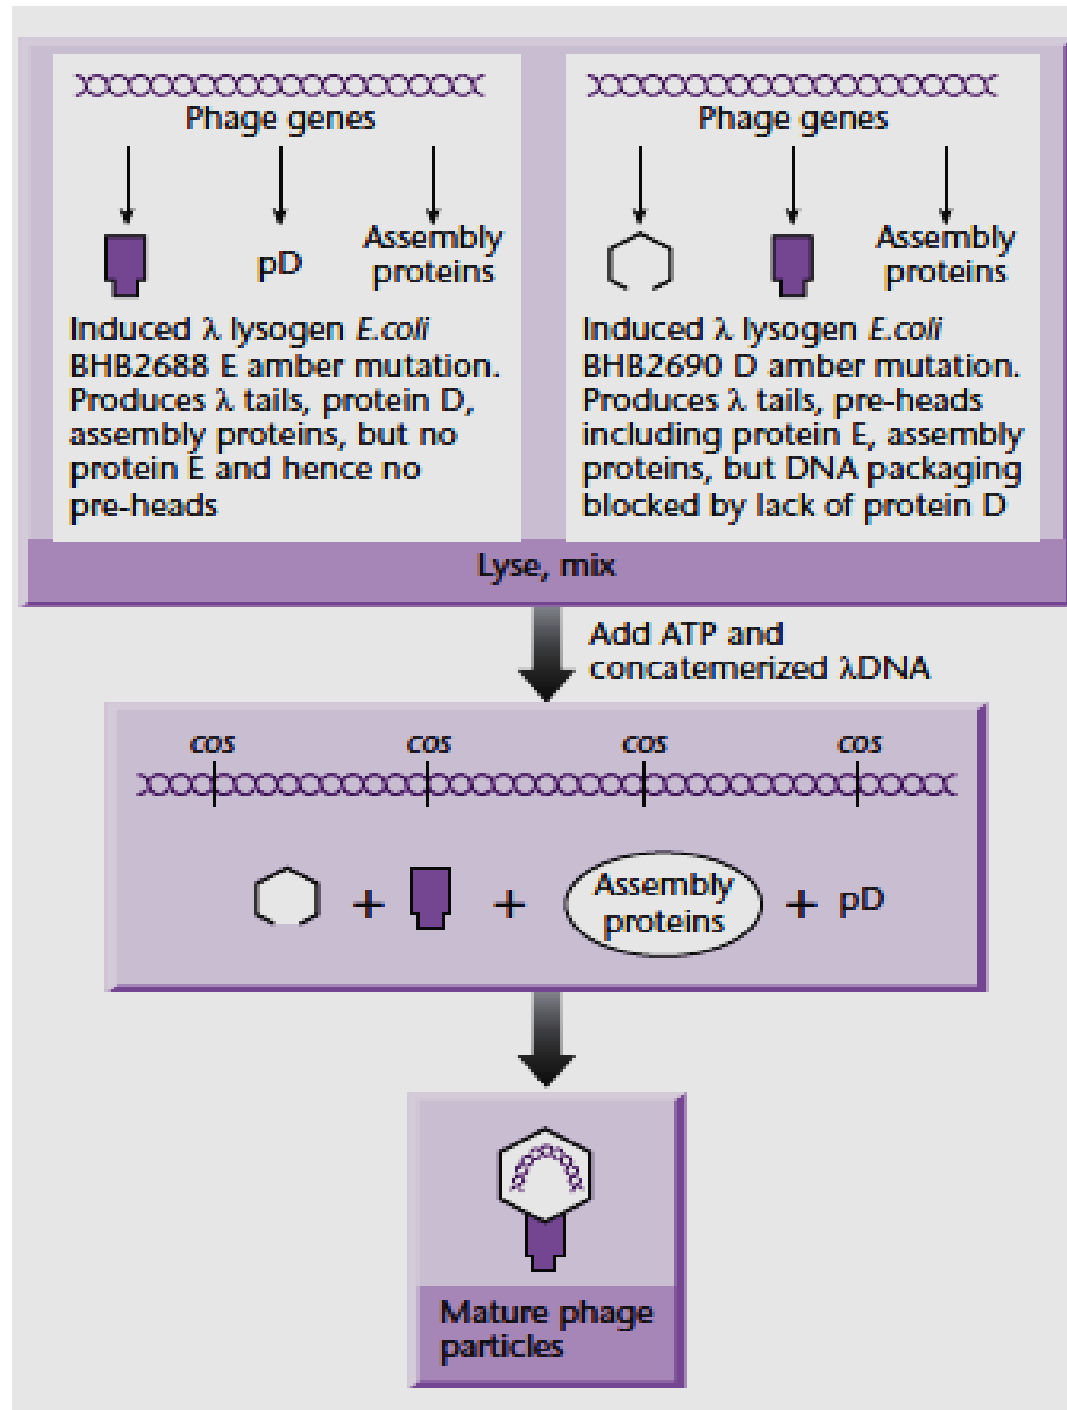 Phage genes
pD
Assembly
proteins
Induced λ lysogen E.coli
BHB2688 E amber mutation.
Produces λ tails, protein D,
assembly proteins, but no
protein E and hence no
pre-heads
Phage genes
Assembly
proteins
Induced λ lysogen E.coli
BHB2690 D amber mutation.
Produces λ tails, pre-heads
including protein E, assembly
proteins, but DNA packaging
blocked by lack of protein D
Lyse, mix
Add ATP and
concatemerized λDNA
cos cos cos cos
+ + Assembly
proteins + pD
Mature phage
particles